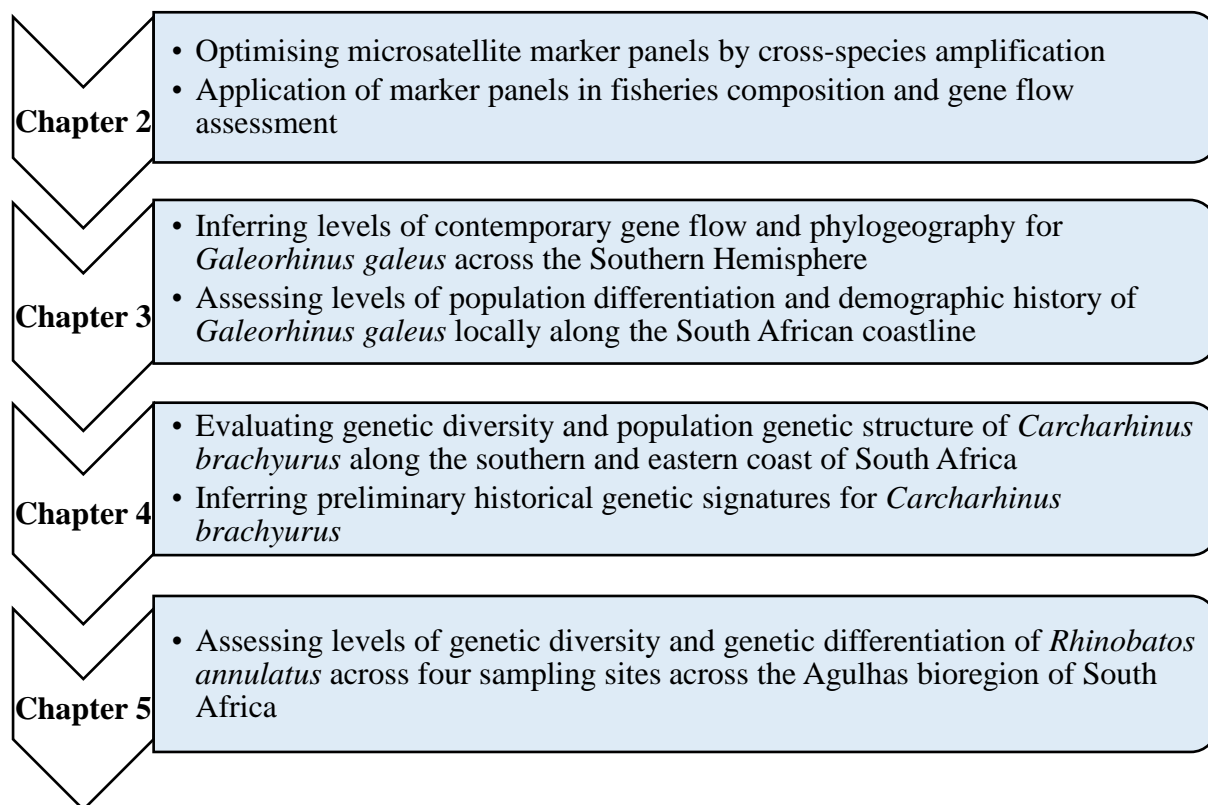 Chapter 2
• Optimising microsatellite marker panels by cross-species amplification
• Application of marker panels in fisheries composition and gene flow
assessment
Chapter 3
• Inferring levels of contemporary gene flow and phylogeography for
Galeorhinus galeus across the Southern Hemisphere
• Assessing levels of population differentiation and demographic history of
Galeorhinus galeus locally along the South African coastline
Chapter 4
• Evaluating genetic diversity and population genetic structure of Carcharhinus
brachyurus along the southern and eastern coast of South Africa
• Inferring preliminary historical genetic signatures for Carcharhinus
brachyurus
Chapter 5
• Assessing levels of genetic diversity and genetic differentiation of Rhinobatos
annulatus across four sampling sites across the Agulhas bioregion of South
Africa